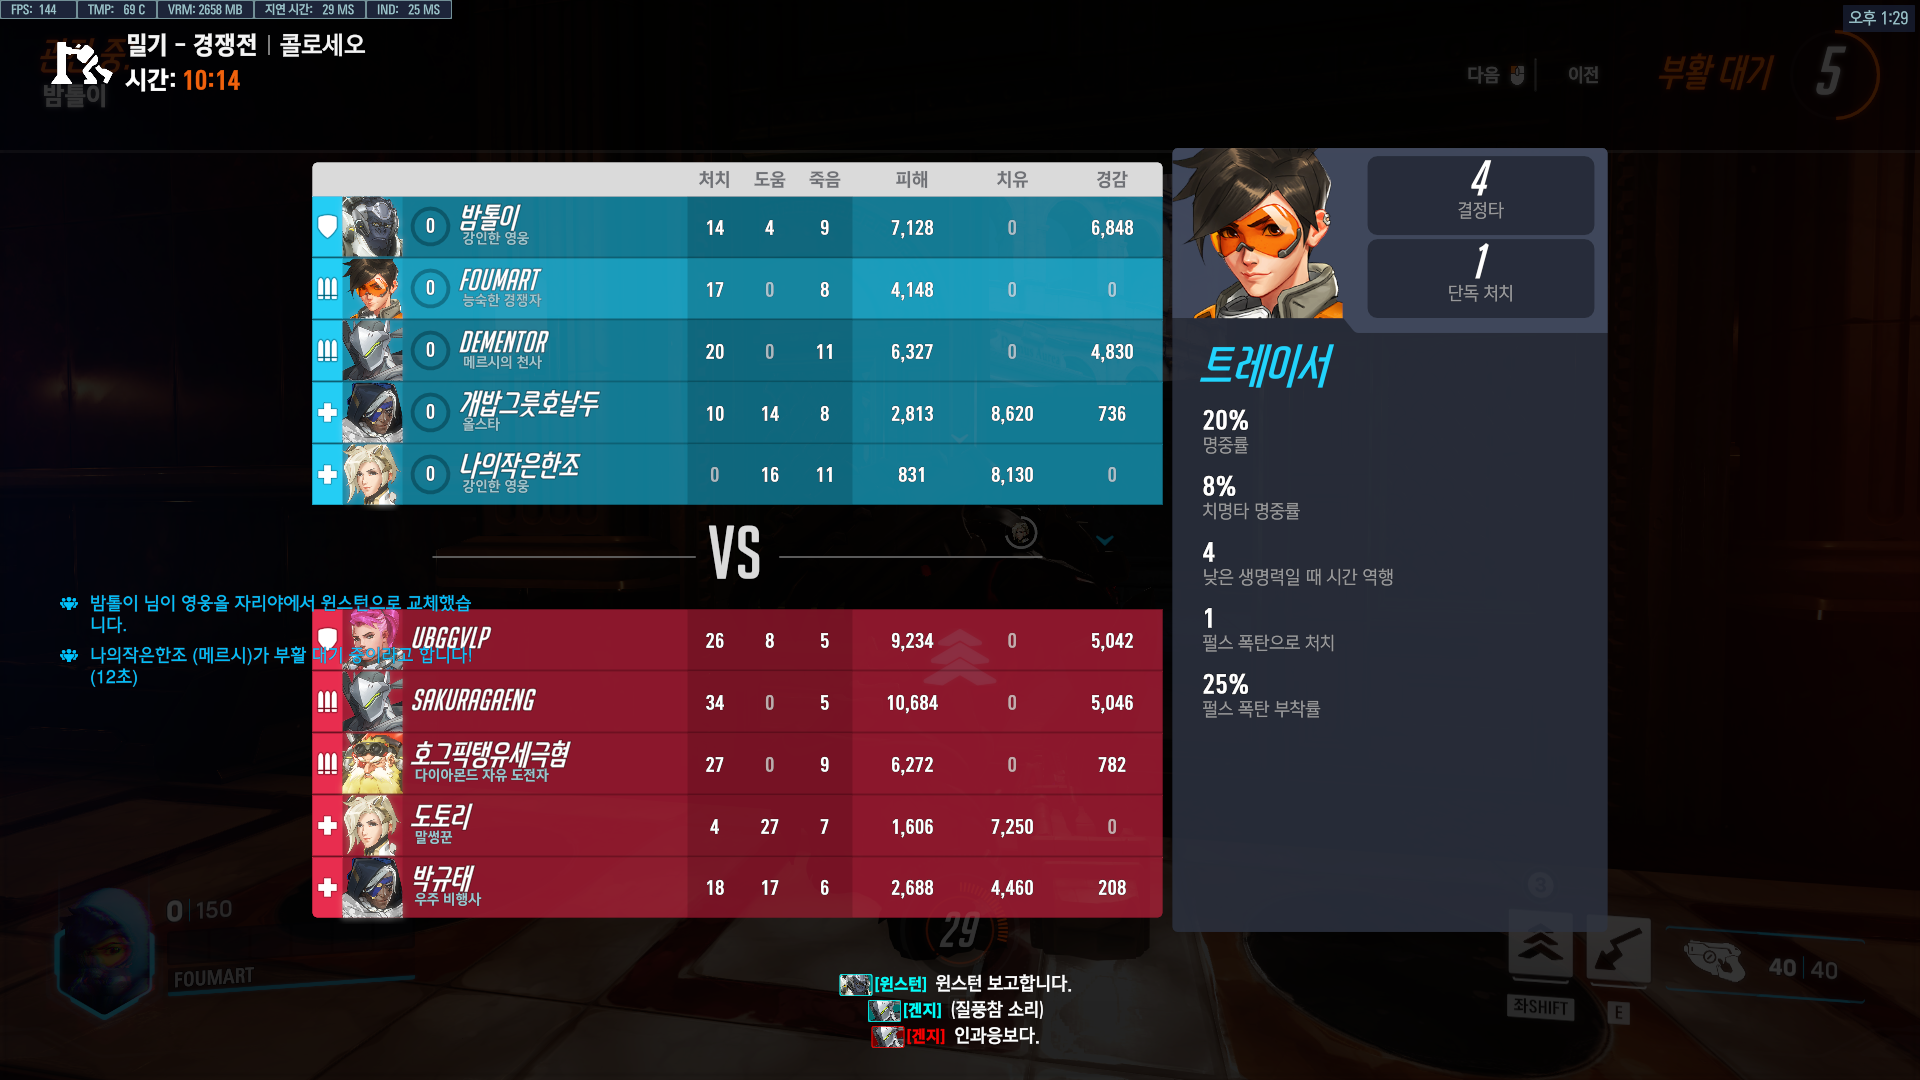 FPS: 144 TMP: 69 C VRM: 2658 MB 지연 시간: 29 MS IND: 25 MS
오후 1:29
관전 중:
밤톨이
밀기 - 경쟁전 | 콜로세오
시간: 10:14
다음 이전 부활 대기 5
처치 도움 죽음 피해 치유 경감
0 밤톨이 14 4 9 7,128 0 6,848
강인한 영웅
0 FOUMART 17 0 8 4,148 0 0
능숙한 경쟁자
0 DEMENTOR 20 0 11 6,327 0 4,830
메르시의 천사
0 개밥그릇호날두 10 14 8 2,813 8,620 736
올스타
0 나의작은한조 0 16 11 831 8,130 0
강인한 영웅
VS
밤톨이 님이 영웅을 자리야에서 윈스턴으로 교체했습
니다.
나의작은한조 (메르시)가 부활 대기 중이라고 합니다!
(12초)
UBGGVLP 26 8 5 9,234 0 5,042
SAKURAGAENG 34 0 5 10,684 0 5,046
호그픽탱유세극혐 27 0 9 6,272 0 782
다이아몬드 자유 도전자
도토리 4 27 7 1,606 7,250 0
말썽꾼
박규태 18 17 6 2,688 4,460 208
우주 비행사
4
결정타
1
단독 처치
트레이서
20%
명중률
8%
치명타 명중률
4
낮은 생명력일 때 시간 역행
1
펄스 폭탄으로 처치
25%
펄스 폭탄 부착률
0 | 150
FOUMART
29
3
좌SHIFT E
40 | 40
[윈스턴] 윈스턴 보고합니다.
[겐지] (질풍참 소리)
[겐지] 인과응보다.